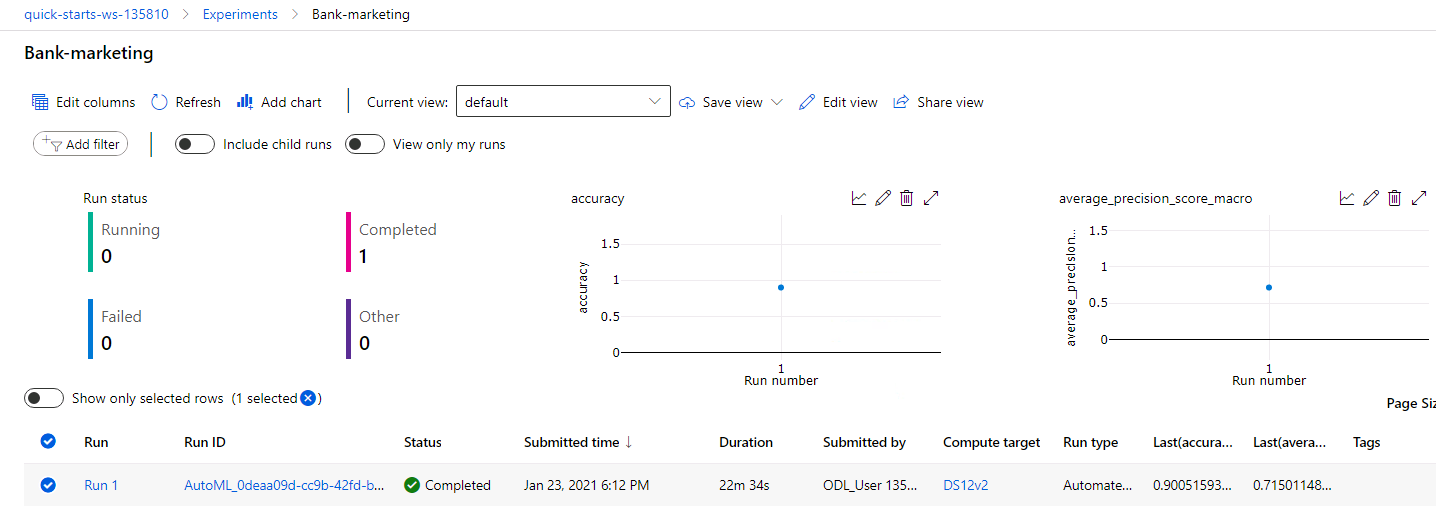 quick-starts-ws-135810 > Experiments > Bank-marketing
Bank-marketing
Edit columns Refresh Add chart Current view: default Save view Edit view Share view
Add filter Include child runs View only my runs
Run status
Running
0
Completed
1
Failed
0
Other
0
accuracy
1.5
1
0.5
0
accuracy
1
Run number
average_precision_score_macro
1.5
1
0.5
0
average_precision...
1
Run number
Show only selected rows (1 selected )
Page Siz
Run Run ID Status Submitted time ↓ Duration Submitted by Compute target Run type Last(accura... Last(avera... Tags
Run 1 AutoML_0deaa09d-cc9b-42fd-b... Completed Jan 23, 2021 6:12 PM 22m 34s ODL_User 135... DS12v2 Automate... 0.90051593... 0.71501148...